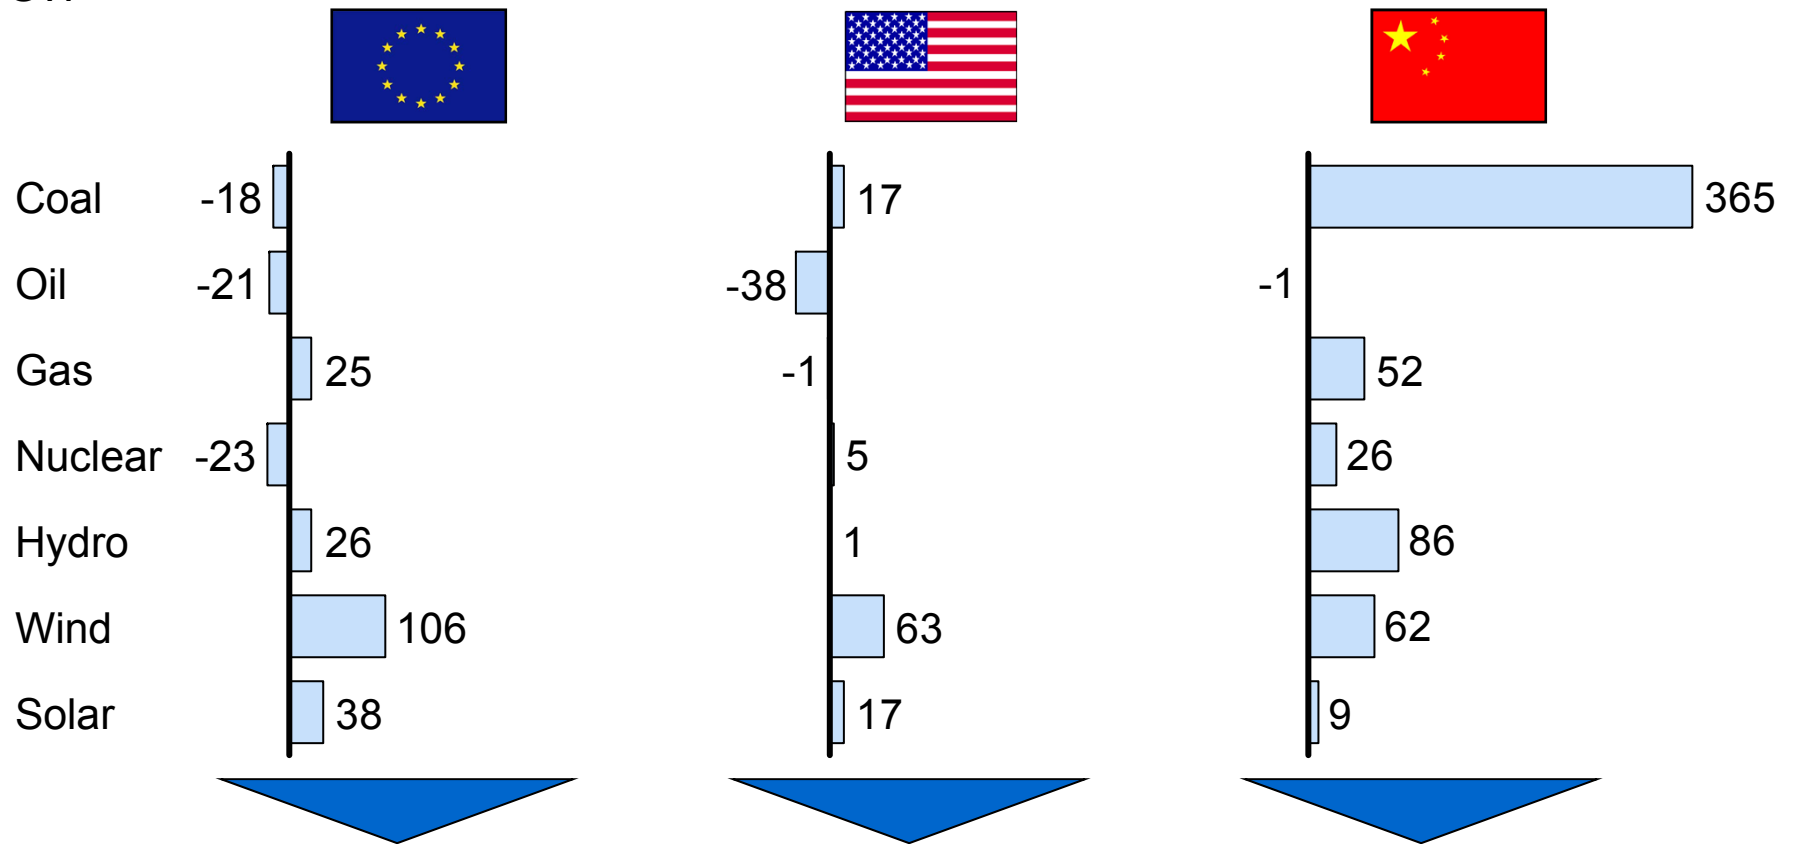 Coal -18 17 365
Oil -21 -38 -1
Gas 25 -1 52
Nuclear -23 5 26
Hydro 26 1 86
Wind 106 63 62
Solar 38 17 9